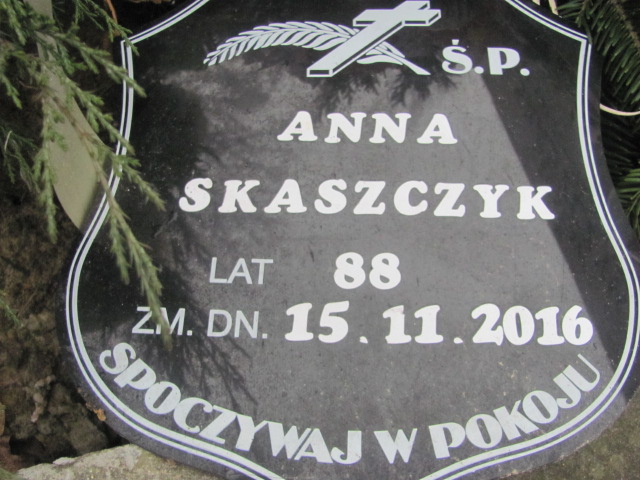 Ś.P.
ANNA
SKASZCZYK
LAT 88
ZM. DN. 15.11.2016
SPOCZYWAJ W POKOJU